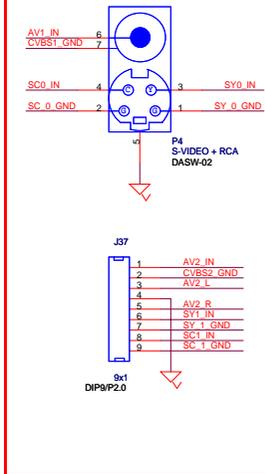 AV1_IN 6
CVBS1_GND 7
SC0_IN 4 C Y 3 SY0_IN
SC_0_GND 2 G G 1 SY_0_GND
5
P4
S-VIDEO + RCA
DASW-02
J37
1 AV2_IN
2 CVBS2_GND
3 AV2_L
4
5 AV2_R
6 SY1_IN
7 SY_1_GND
8 SC1_IN
9 SC_1_GND
9x1
DIP9/P2.0